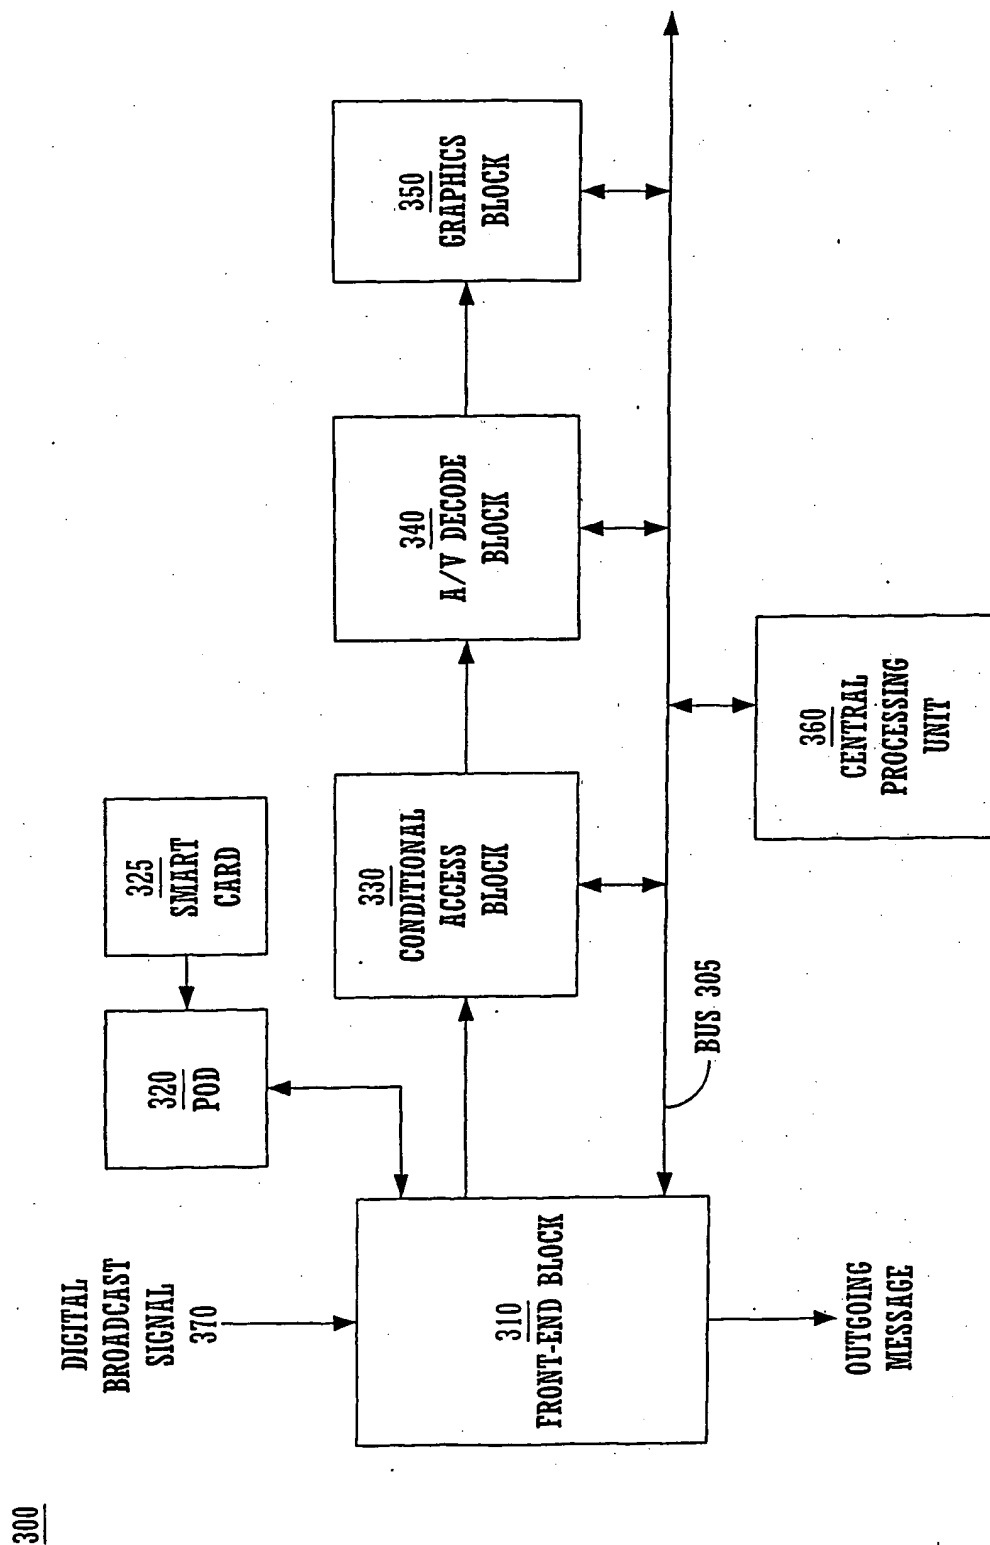 300
DIGITAL
BROADCAST
SIGNAL
370
310
FRONT-END BLOCK
OUTGOING
MESSAGE
320
POD
325
SMART
CARD
330
CONDITIONAL
ACCESS
BLOCK
340
A/V DECODE
BLOCK
350
GRAPHICS
BLOCK
BUS 305
360
CENTRAL
PROCESSING
UNIT